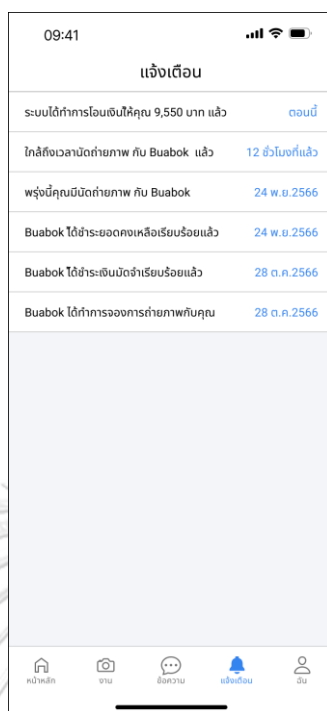 09:41
แจ้งเตือน
ระบบได้ทำการโอนเงินให้คุณ 9,550 บาท แล้ว ตอนนี้
ใกล้ถึงเวลานัดถ่ายภาพ กับ Buabok แล้ว 12 ชั่วโมงที่แล้ว
พรุ่งนี้คุณมีนัดถ่ายภาพ กับ Buabok 24 พ.ย.2566
Buabok ได้ชำระยอดคงเหลือเรียบร้อยแล้ว 24 พ.ย.2566
Buabok ได้ชำระเงินมัดจำเรียบร้อยแล้ว 28 ต.ค.2566
Buabok ได้ทำการจองการถ่ายภาพกับคุณ 28 ต.ค.2566
หน้าหลัก งาน ข้อความ แจ้งเตือน ฉัน